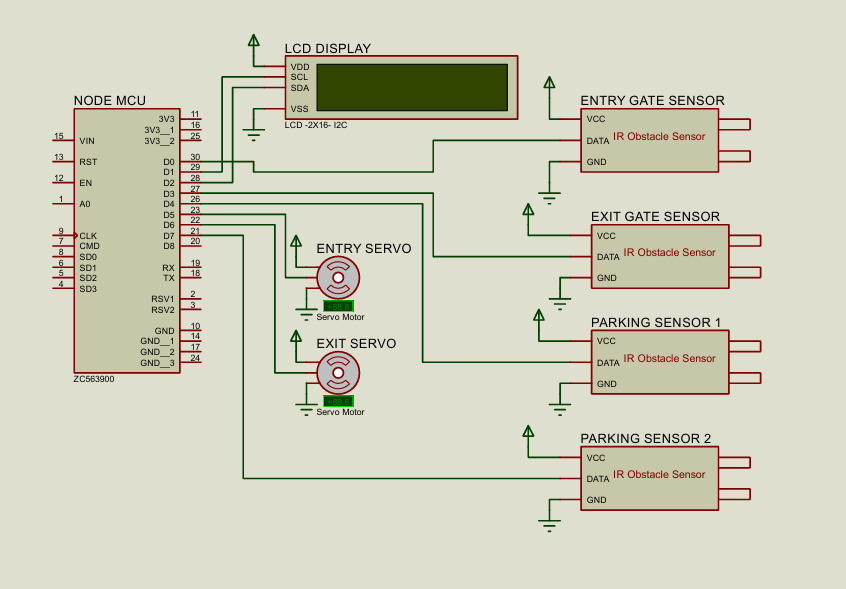 LCD DISPLAY
VDD
SCL
SDA
VSS
LCD -2X16- I2C
NODE MCU
15 VIN
13 RST
12 EN
1 A0
9 CLK
7 CMD
8 SD0
6 SD1
5 SD2
4 SD3
3V3 11
3V3__1 16
3V3__2 25
D0 30
D1 29
D2 28
D3 27
D4 26
D5 23
D6 22
D7 21
D8 20
RX 19
TX 18
RSV1 2
RSV2 3
GND 10
GND__1 14
GND__2 17
GND__3 24
ZC563900
ENTRY SERVO
Servo Motor
EXIT SERVO
Servo Motor
ENTRY GATE SENSOR
VCC
DATA IR Obstacle Sensor
GND
EXIT GATE SENSOR
VCC
DATA IR Obstacle Sensor
GND
PARKING SENSOR 1
VCC
DATA IR Obstacle Sensor
GND
PARKING SENSOR 2
VCC
DATA IR Obstacle Sensor
GND